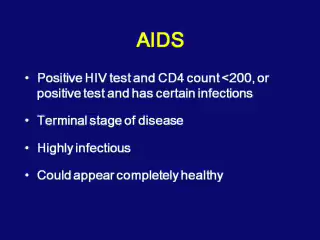 AIDS
• Positive HIV test and CD4 count <200, or
positive test and has certain infections
• Terminal stage of disease
• Highly infectious
• Could appear completely healthy